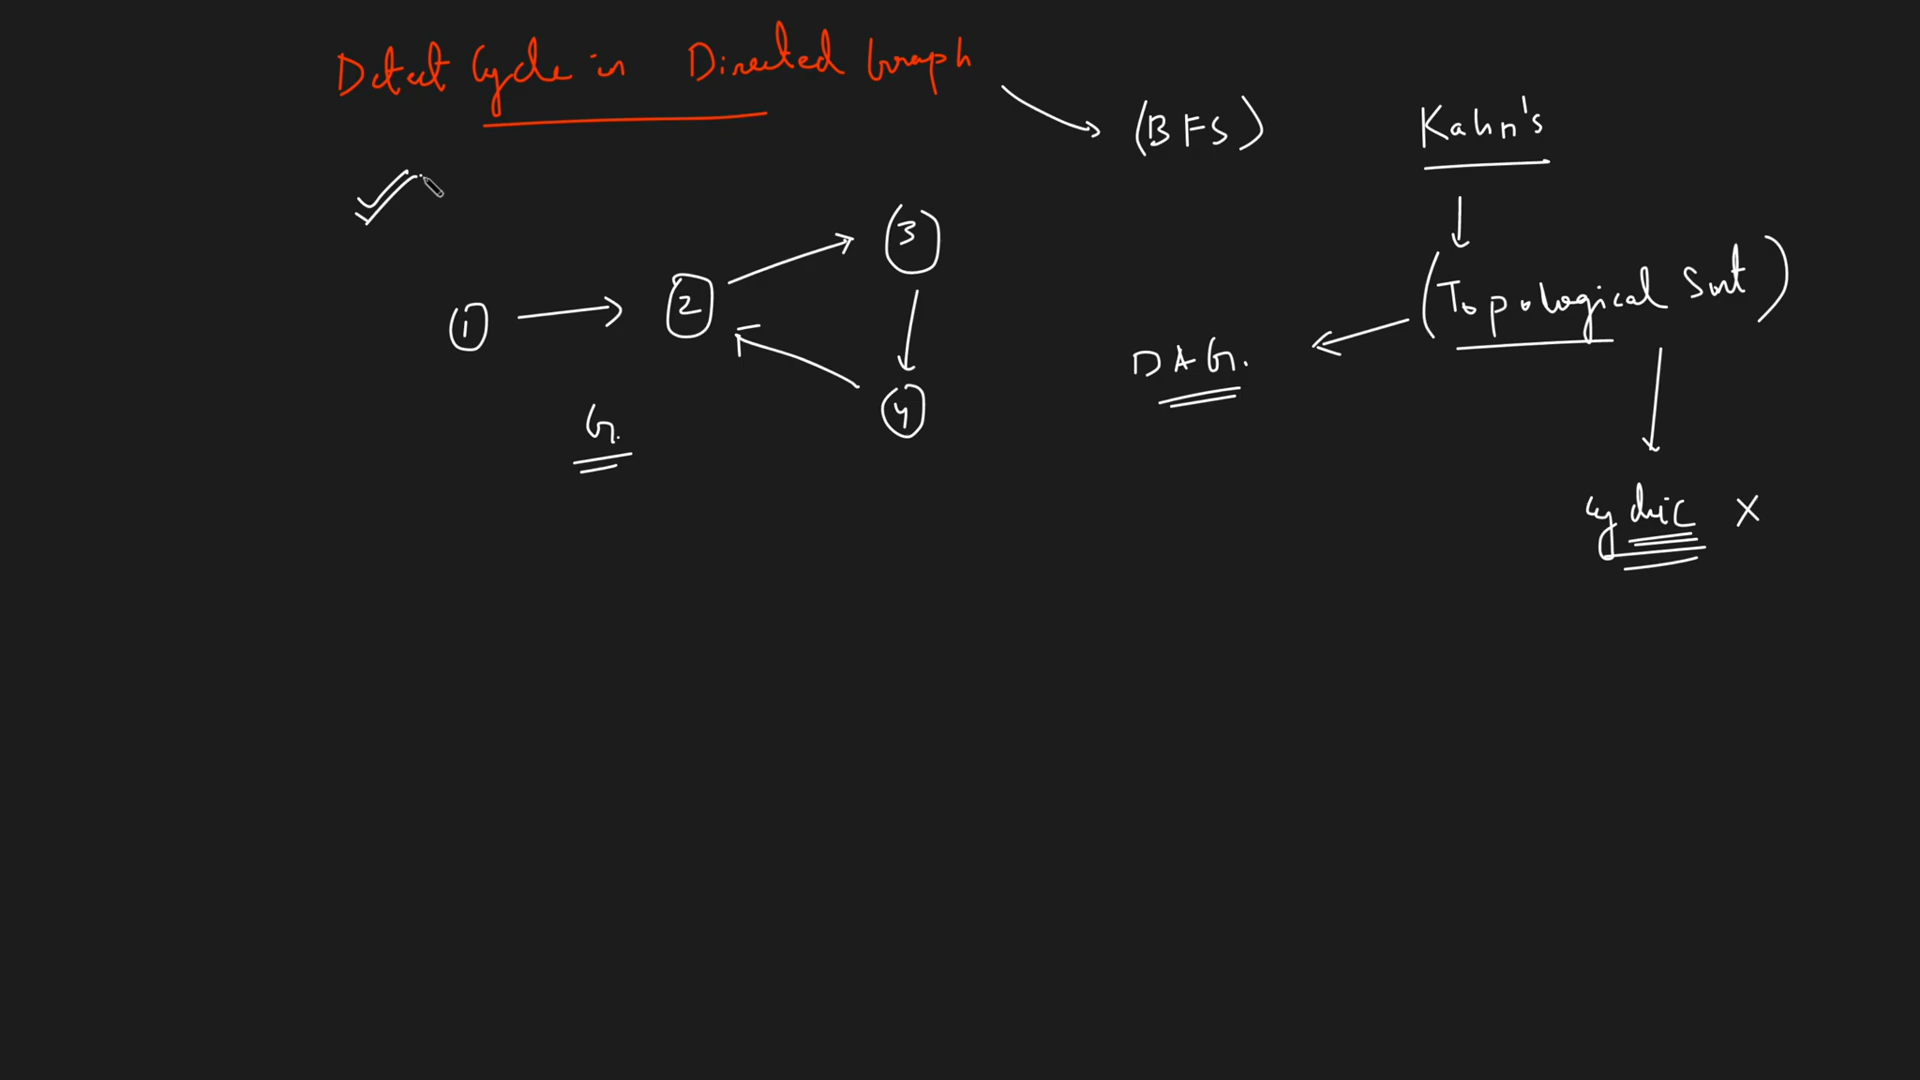 Detect Cycle in Directed Graph
(BFS)
Kahn's
(Topological Sort)
DAG.
1
2
3
4
G.
Cyclic X